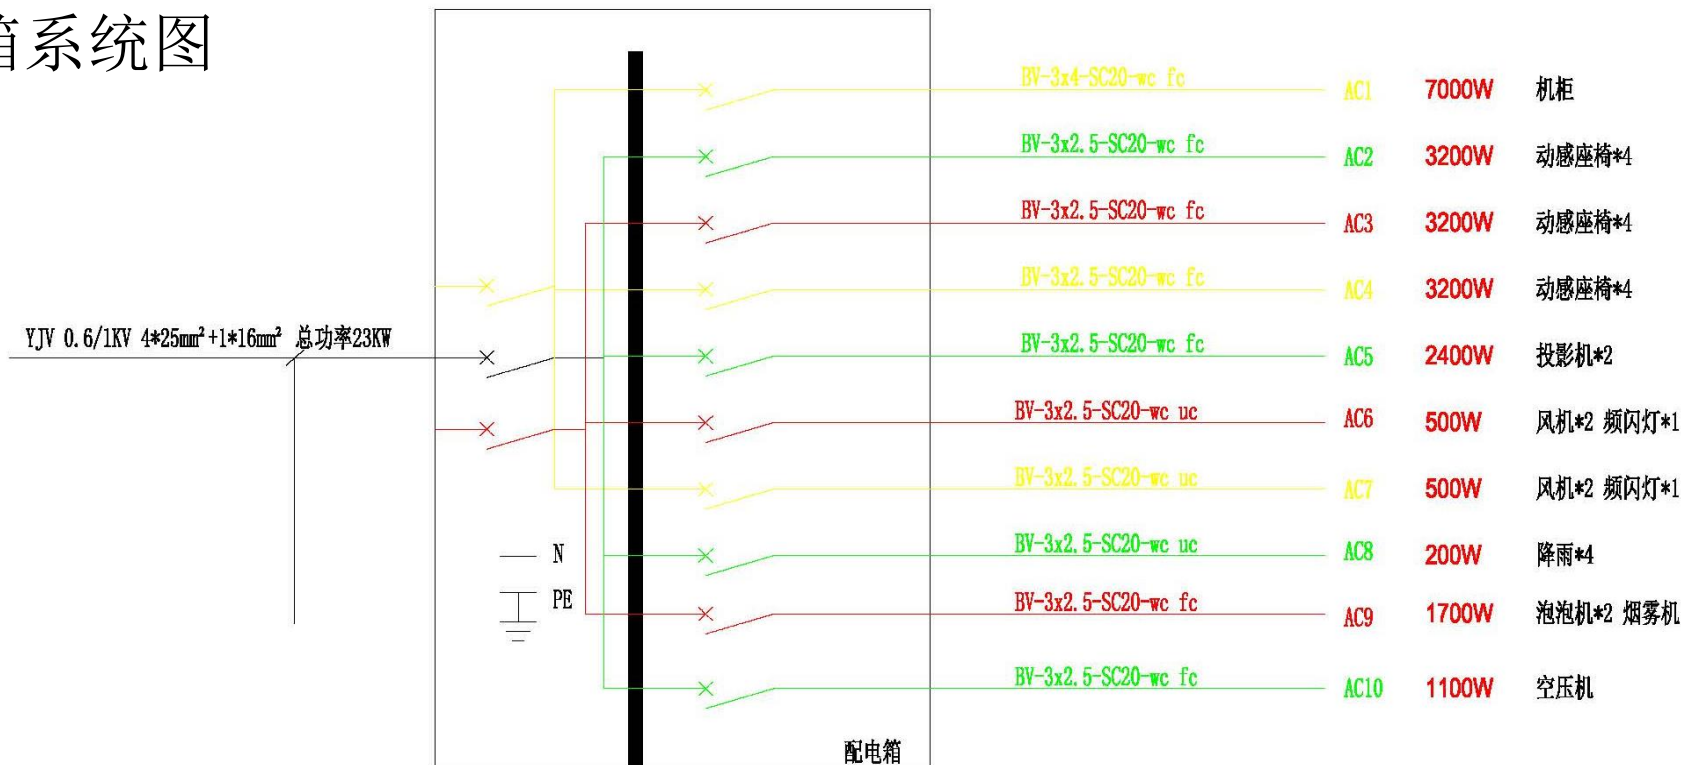 箱系统图
BV-3x4-SC20-wc fc AC1 7000W 机柜
BV-3x2.5-SC20-wc fc AC2 3200W 动感座椅*4
BV-3x2.5-SC20-wc fc AC3 3200W 动感座椅*4
BV-3x2.5-SC20-wc fc AC4 3200W 动感座椅*4
YJV 0.6/1KV 4*25mm²+1*16mm² 总功率23KW
BV-3x2.5-SC20-wc fc AC5 2400W 投影机*2
BV-3x2.5-SC20-wc uc AC6 500W 风机*2 频闪灯*1
BV-3x2.5-SC20-wc uc AC7 500W 风机*2 频闪灯*1
N
BV-3x2.5-SC20-wc uc AC8 200W 降雨*4
PE
BV-3x2.5-SC20-wc fc AC9 1700W 泡泡机*2 烟雾机
BV-3x2.5-SC20-wc fc AC10 1100W 空压机
配电箱